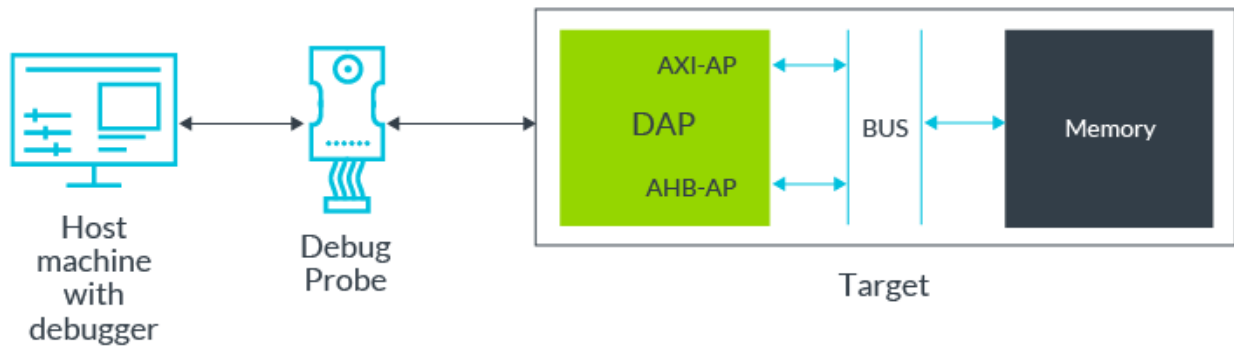 Host
machine
with
debugger
Debug
Probe
AXI-AP
DAP
AHB-AP
BUS
Memory
Target